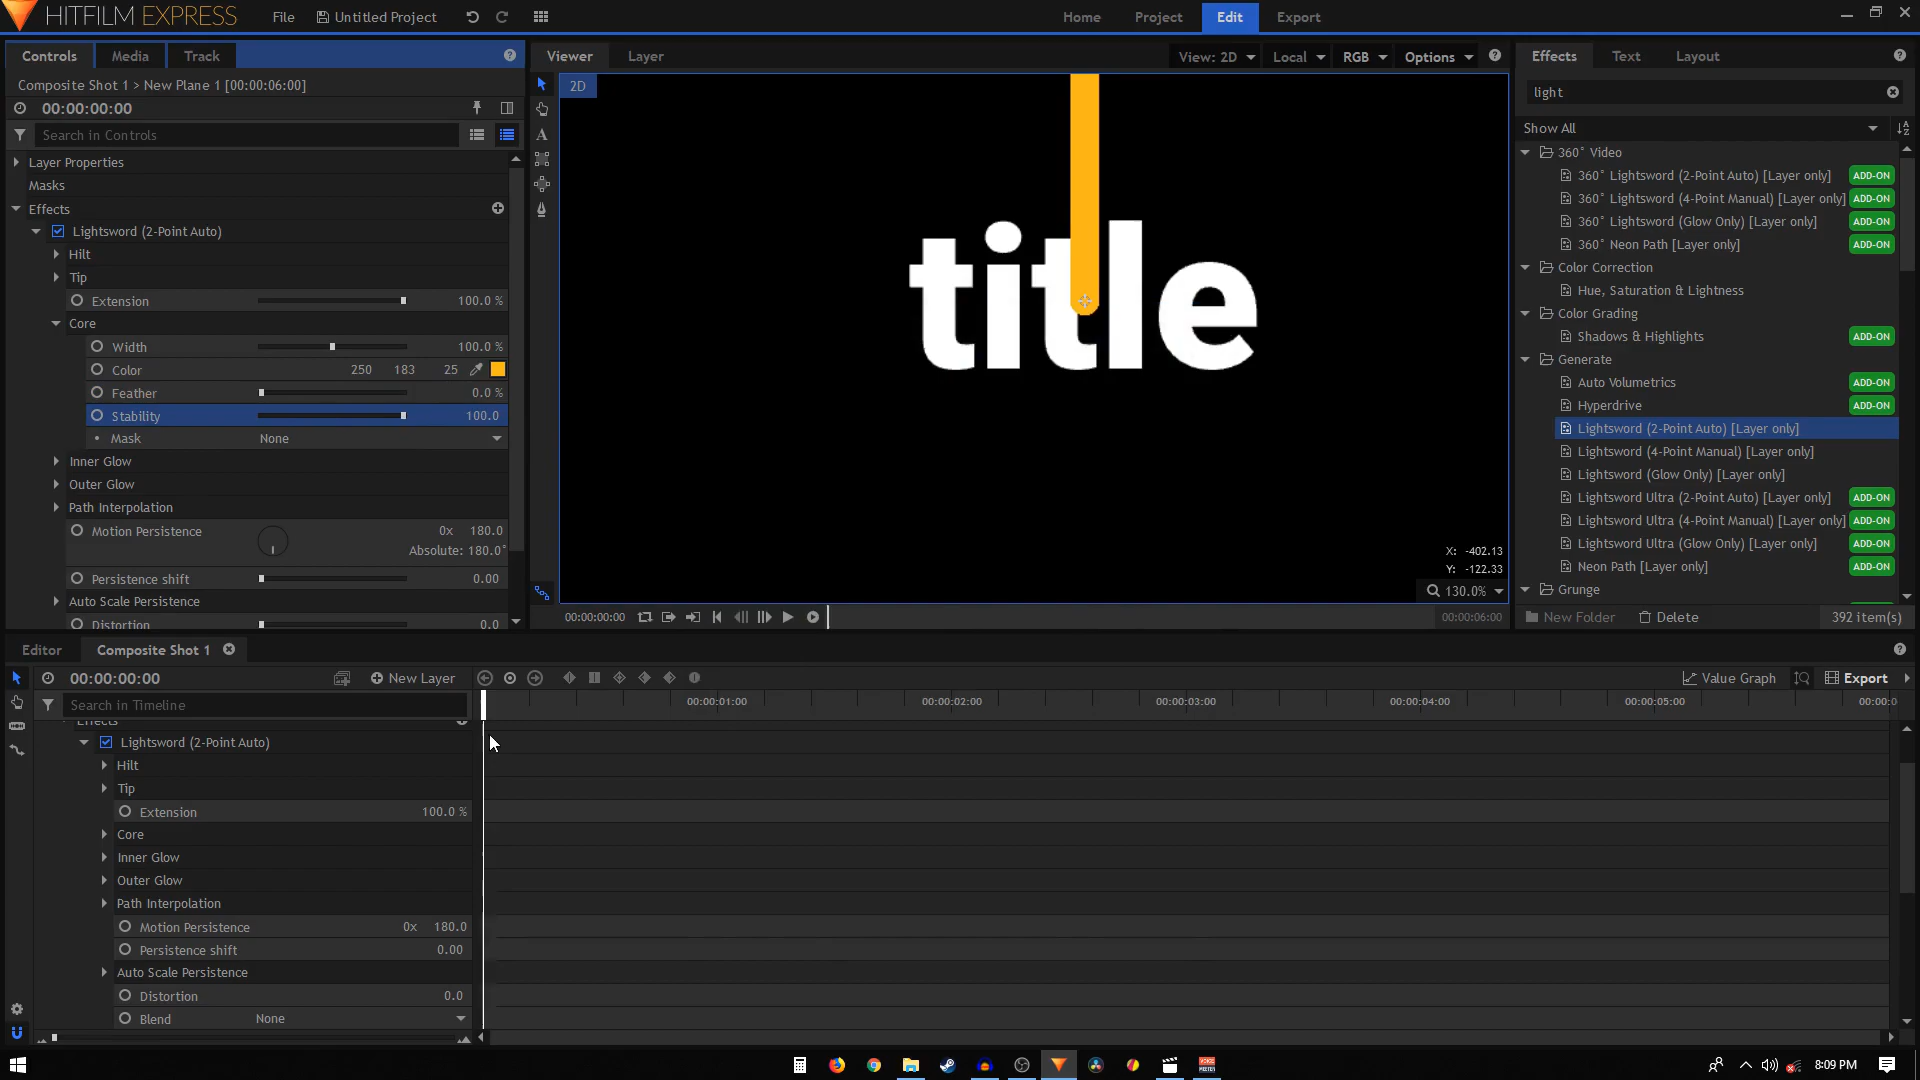 HITFILM EXPRESS
File
Untitled Project
Home
Project
Edit
Export
Controls
Media
Track
Composite Shot 1 > New Plane 1 [00:00:06:00]
00:00:00:00
Search in Controls
Layer Properties
Masks
Effects
Lightsword (2-Point Auto)
Hilt
Tip
Extension 100.0 %
Core
Width 100.0 %
Color 250 183 25
Feather 0.0 %
Stability 100.0
Mask None
Inner Glow
Outer Glow
Path Interpolation
Motion Persistence 0x 180.0
Absolute: 180.0°
Persistence shift 0.00
Auto Scale Persistence
Distortion 0.0
Viewer
Layer
View: 2D
Local
RGB
Options
2D
title
X: -402.13
Y: -122.33
130.0%
00:00:00:00
00:00:06:00
Effects
Text
Layout
light
Show All
360° Video
360° Lightsword (2-Point Auto) [Layer only] ADD-ON
360° Lightsword (4-Point Manual) [Layer only] ADD-ON
360° Lightsword (Glow Only) [Layer only] ADD-ON
360° Neon Path [Layer only] ADD-ON
Color Correction
Hue, Saturation & Lightness
Color Grading
Shadows & Highlights ADD-ON
Generate
Auto Volumetrics ADD-ON
Hyperdrive ADD-ON
Lightsword (2-Point Auto) [Layer only]
Lightsword (4-Point Manual) [Layer only]
Lightsword (Glow Only) [Layer only]
Lightsword Ultra (2-Point Auto) [Layer only] ADD-ON
Lightsword Ultra (4-Point Manual) [Layer only] ADD-ON
Lightsword Ultra (Glow Only) [Layer only] ADD-ON
Neon Path [Layer only] ADD-ON
Grunge
New Folder
Delete
392 item(s)
Editor
Composite Shot 1
00:00:00:00
New Layer
Value Graph
Export
Search in Timeline
00:00:01:00
00:00:02:00
00:00:03:00
00:00:04:00
00:00:05:00
00:00:0
Effects
Lightsword (2-Point Auto)
Hilt
Tip
Extension 100.0 %
Core
Inner Glow
Outer Glow
Path Interpolation
Motion Persistence 0x 180.0
Persistence shift 0.00
Auto Scale Persistence
Distortion 0.0
Blend None
8:09 PM